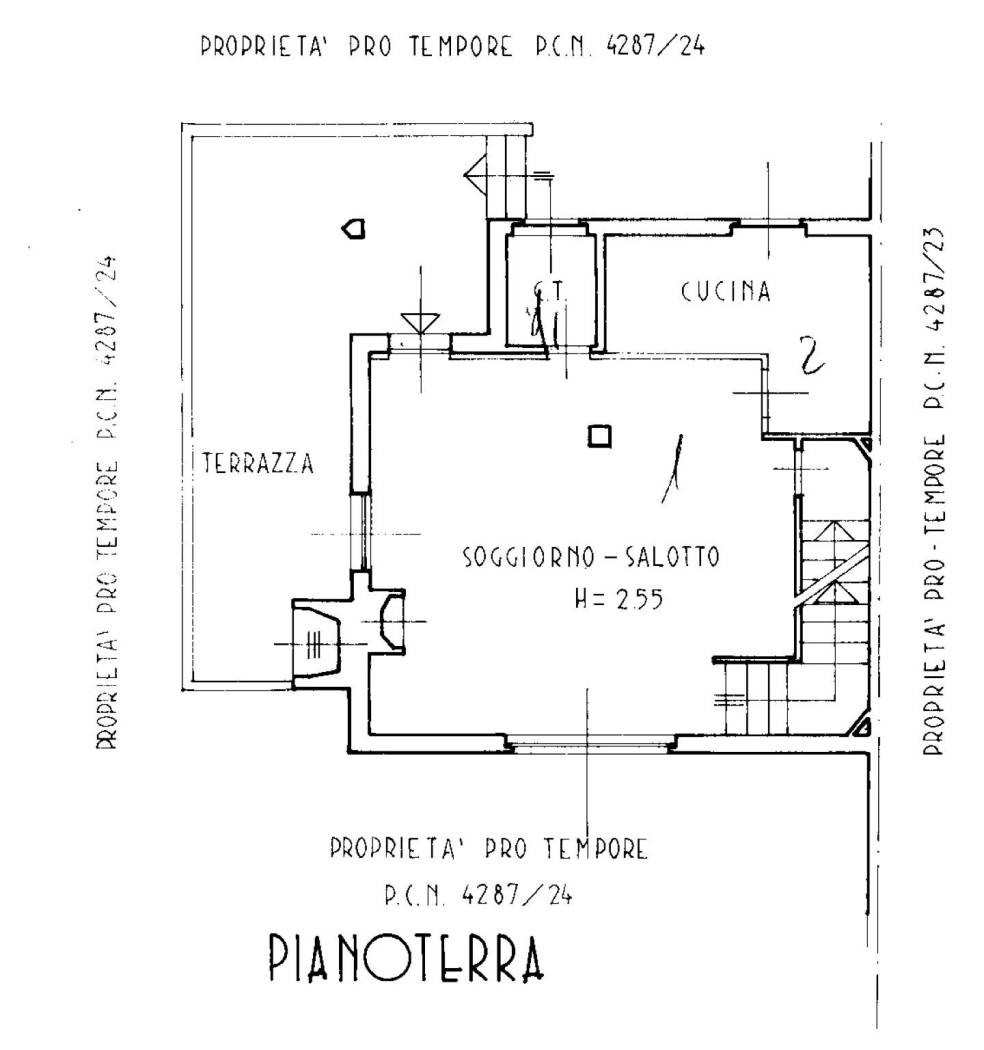 PROPRIETA' PRO TEMPORE P.C.N. 4287/24
PROPRIETA' PRO TEMPORE P.C.N. 4287/24
C.T.
CUCINA
2
TERRAZZA
1
SOGGIORNO - SALOTTO
H = 2.55
PROPRIETA' PRO-TEMPORE P.C.N. 4287/23
PROPRIETA' PRO TEMPORE
P.C.N. 4287/24
PIANOTERRA